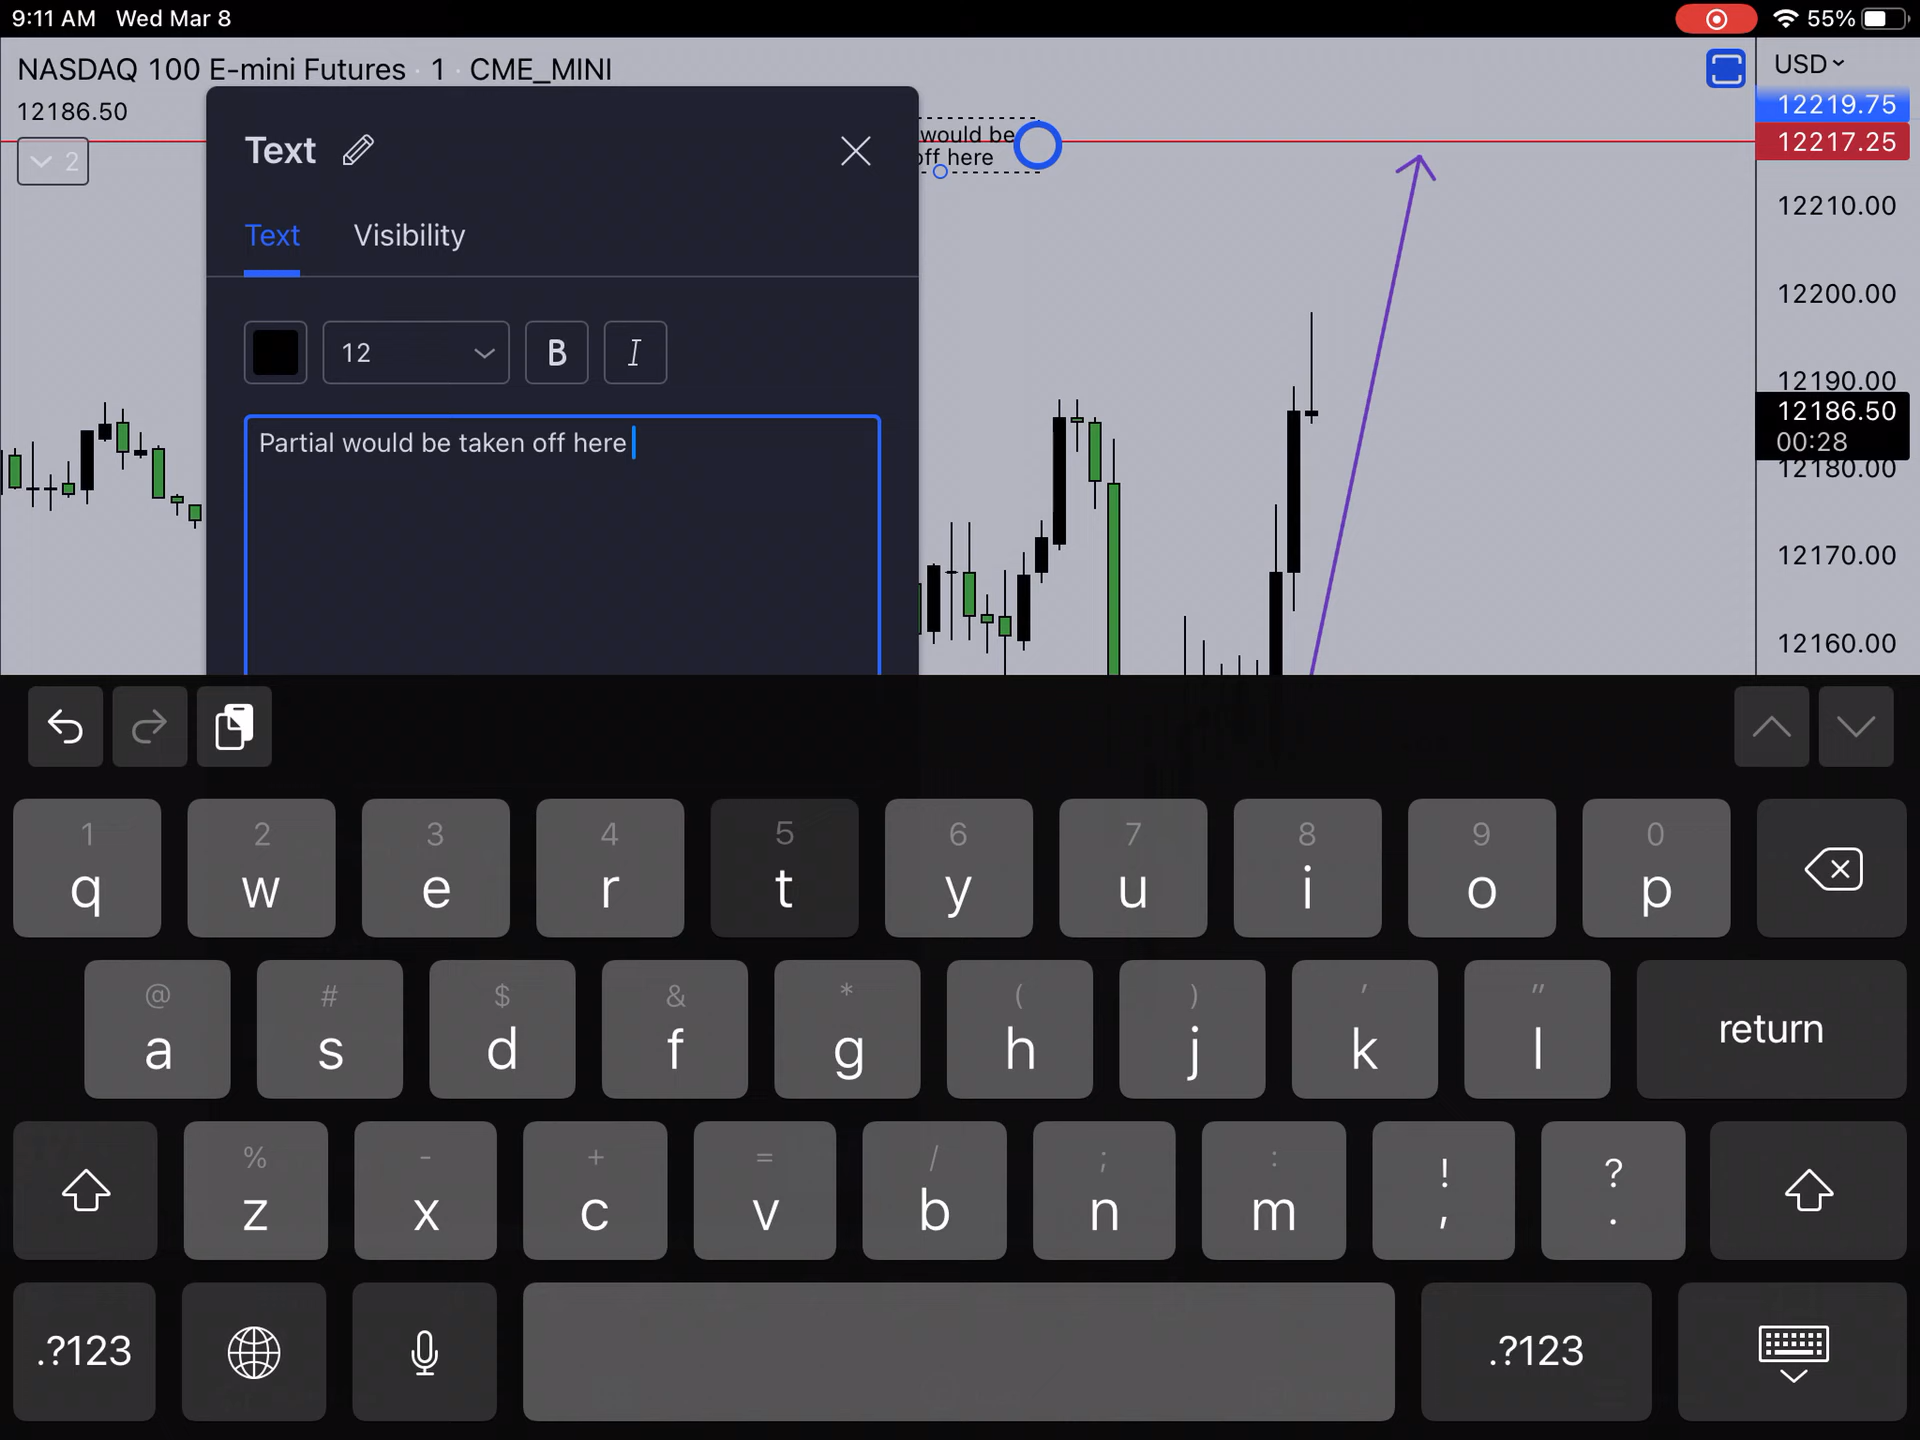 9:11 AM Wed Mar 8
55%
NASDAQ 100 E-mini Futures · 1 · CME_MINI
USD
12186.50
2
12219.75
12217.25
12210.00
12200.00
12190.00
12186.50
00:28
12180.00
12170.00
12160.00
would be
off here
Text
Text Visibility
12 B I
Partial would be taken off here
1 2 3 4 5 6 7 8 9 0
q w e r t y u i o p
@ # $ & * ( ) ' "
a s d f g h j k l return
% - + = / ; : ! ?
z x c v b n m , .
.?123 .?123